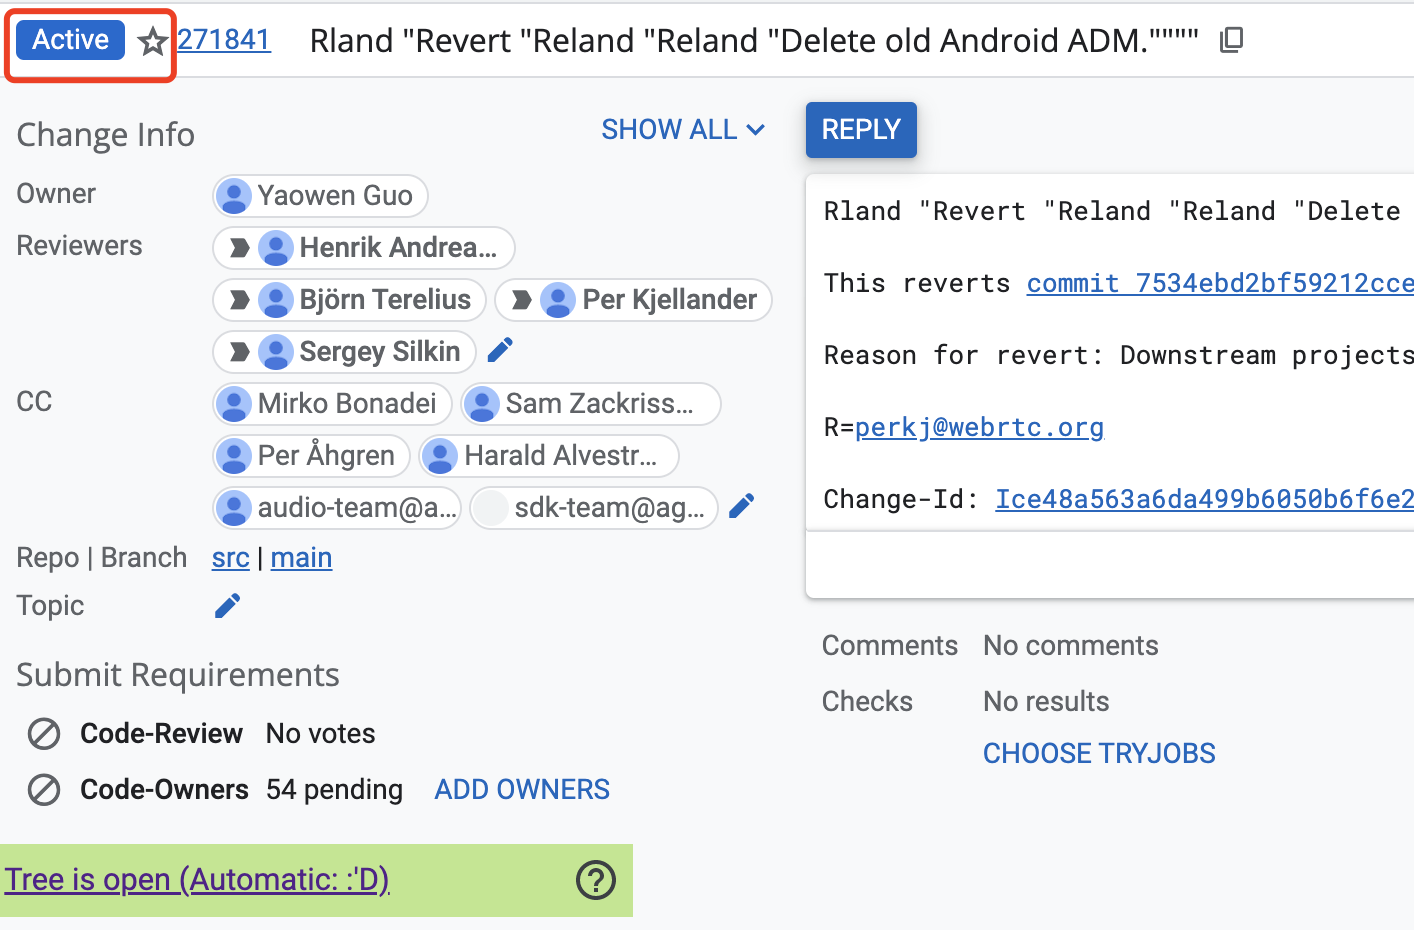 Active 271841 Rland "Revert "Reland "Reland "Delete old Android ADM.""""
Change Info
SHOW ALL
Owner
Yaowen Guo
Reviewers
Henrik Andrea...
Björn Terelius
Per Kjellander
Sergey Silkin
CC
Mirko Bonadei
Sam Zackriss...
Per Åhgren
Harald Alvestr...
audio-team@a...
sdk-team@ag...
Repo | Branch
src | main
Topic
Submit Requirements
Code-Review No votes
Code-Owners 54 pending ADD OWNERS
Tree is open (Automatic: :'D)
REPLY
Rland "Revert "Reland "Reland "Delete
This reverts commit 7534ebd2bf59212cce
Reason for revert: Downstream projects
R=perkj@webrtc.org
Change-Id: Ice48a563a6da499b6050b6f6e2
Comments No comments
Checks No results
CHOOSE TRYJOBS